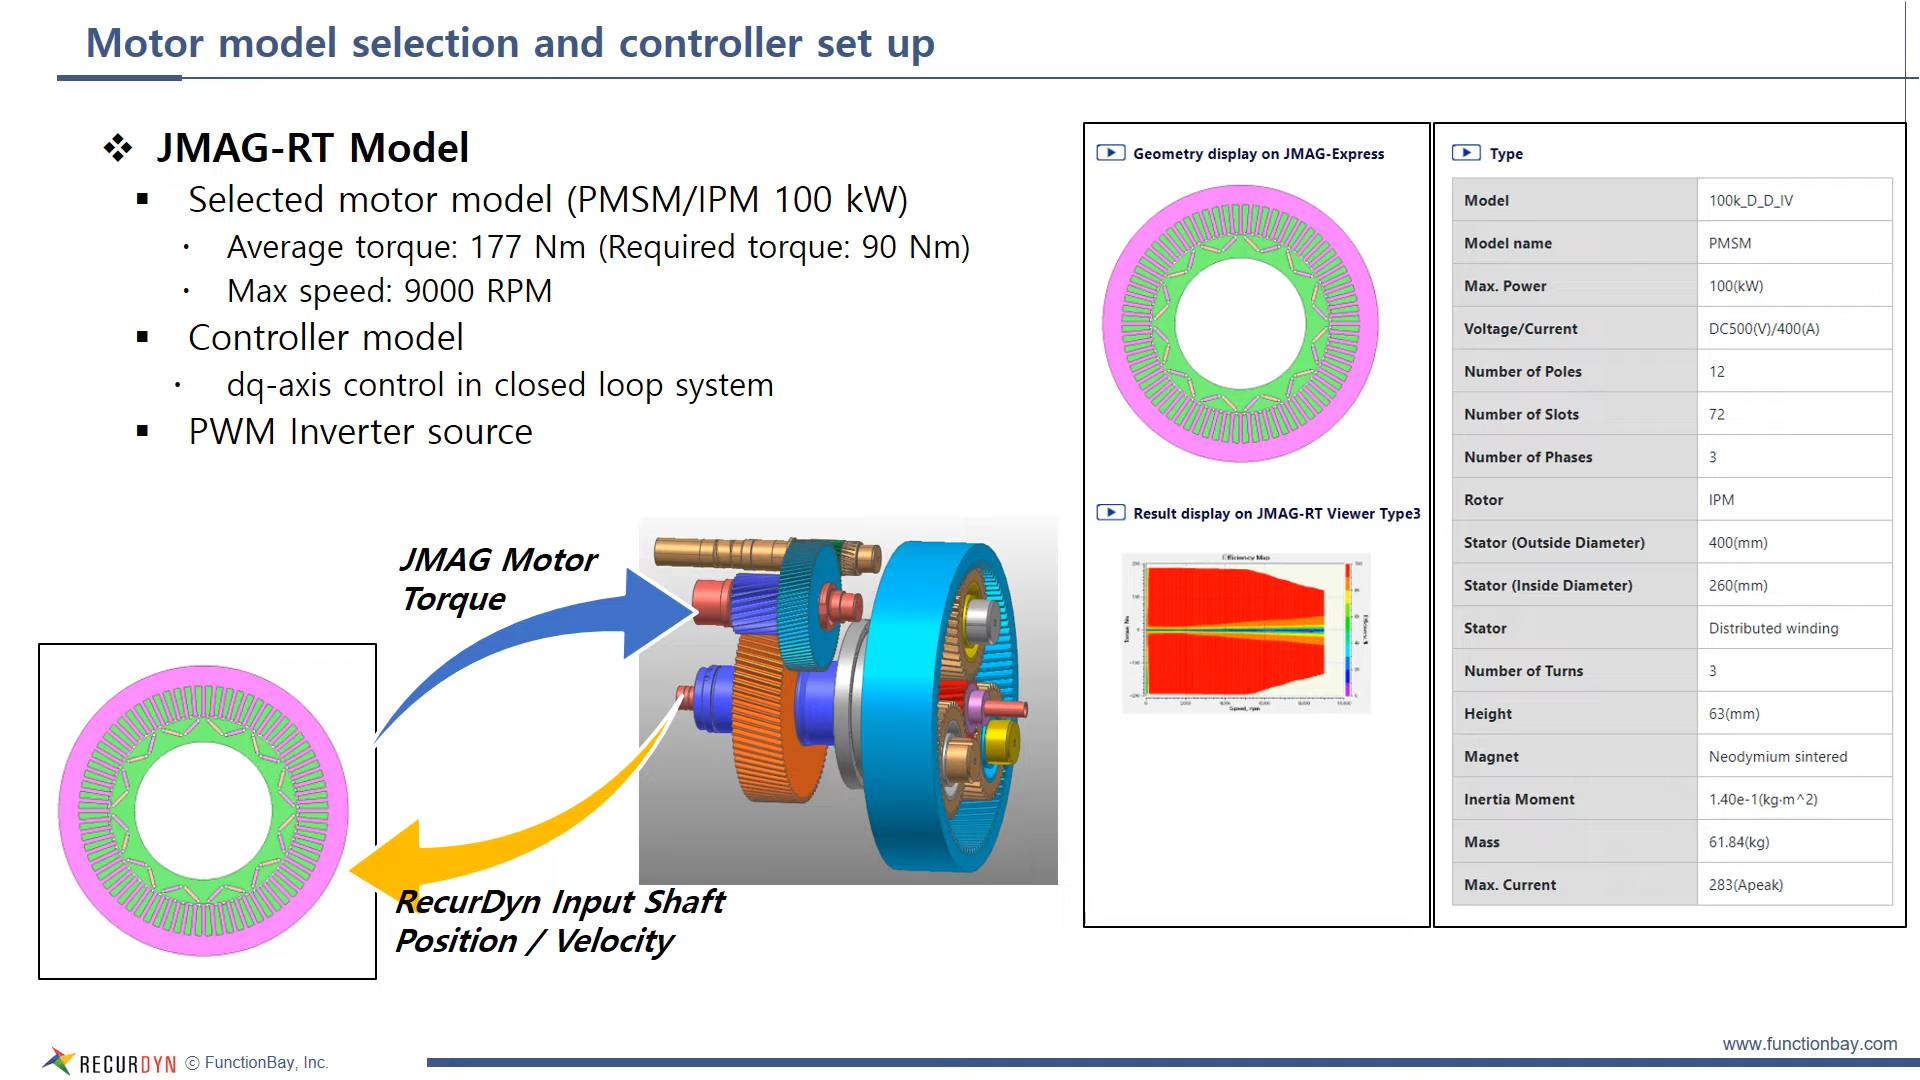 Motor model selection and controller set up
❖ JMAG-RT Model
▪ Selected motor model (PMSM/IPM 100 kW)
· Average torque: 177 Nm (Required torque: 90 Nm)
· Max speed: 9000 RPM
▪ Controller model
· dq-axis control in closed loop system
▪ PWM Inverter source
JMAG Motor
Torque
RecurDyn Input Shaft
Position / Velocity
Geometry display on JMAG-Express
Result display on JMAG-RT Viewer Type3
Efficiency Map
Speed, rpm
Type
Model 100k_D_D_IV
Model name PMSM
Max. Power 100(kW)
Voltage/Current DC500(V)/400(A)
Number of Poles 12
Number of Slots 72
Number of Phases 3
Rotor IPM
Stator (Outside Diameter) 400(mm)
Stator (Inside Diameter) 260(mm)
Stator Distributed winding
Number of Turns 3
Height 63(mm)
Magnet Neodymium sintered
Inertia Moment 1.40e-1(kg·m^2)
Mass 61.84(kg)
Max. Current 283(Apeak)
RECURDYN © FunctionBay, Inc.
www.functionbay.com